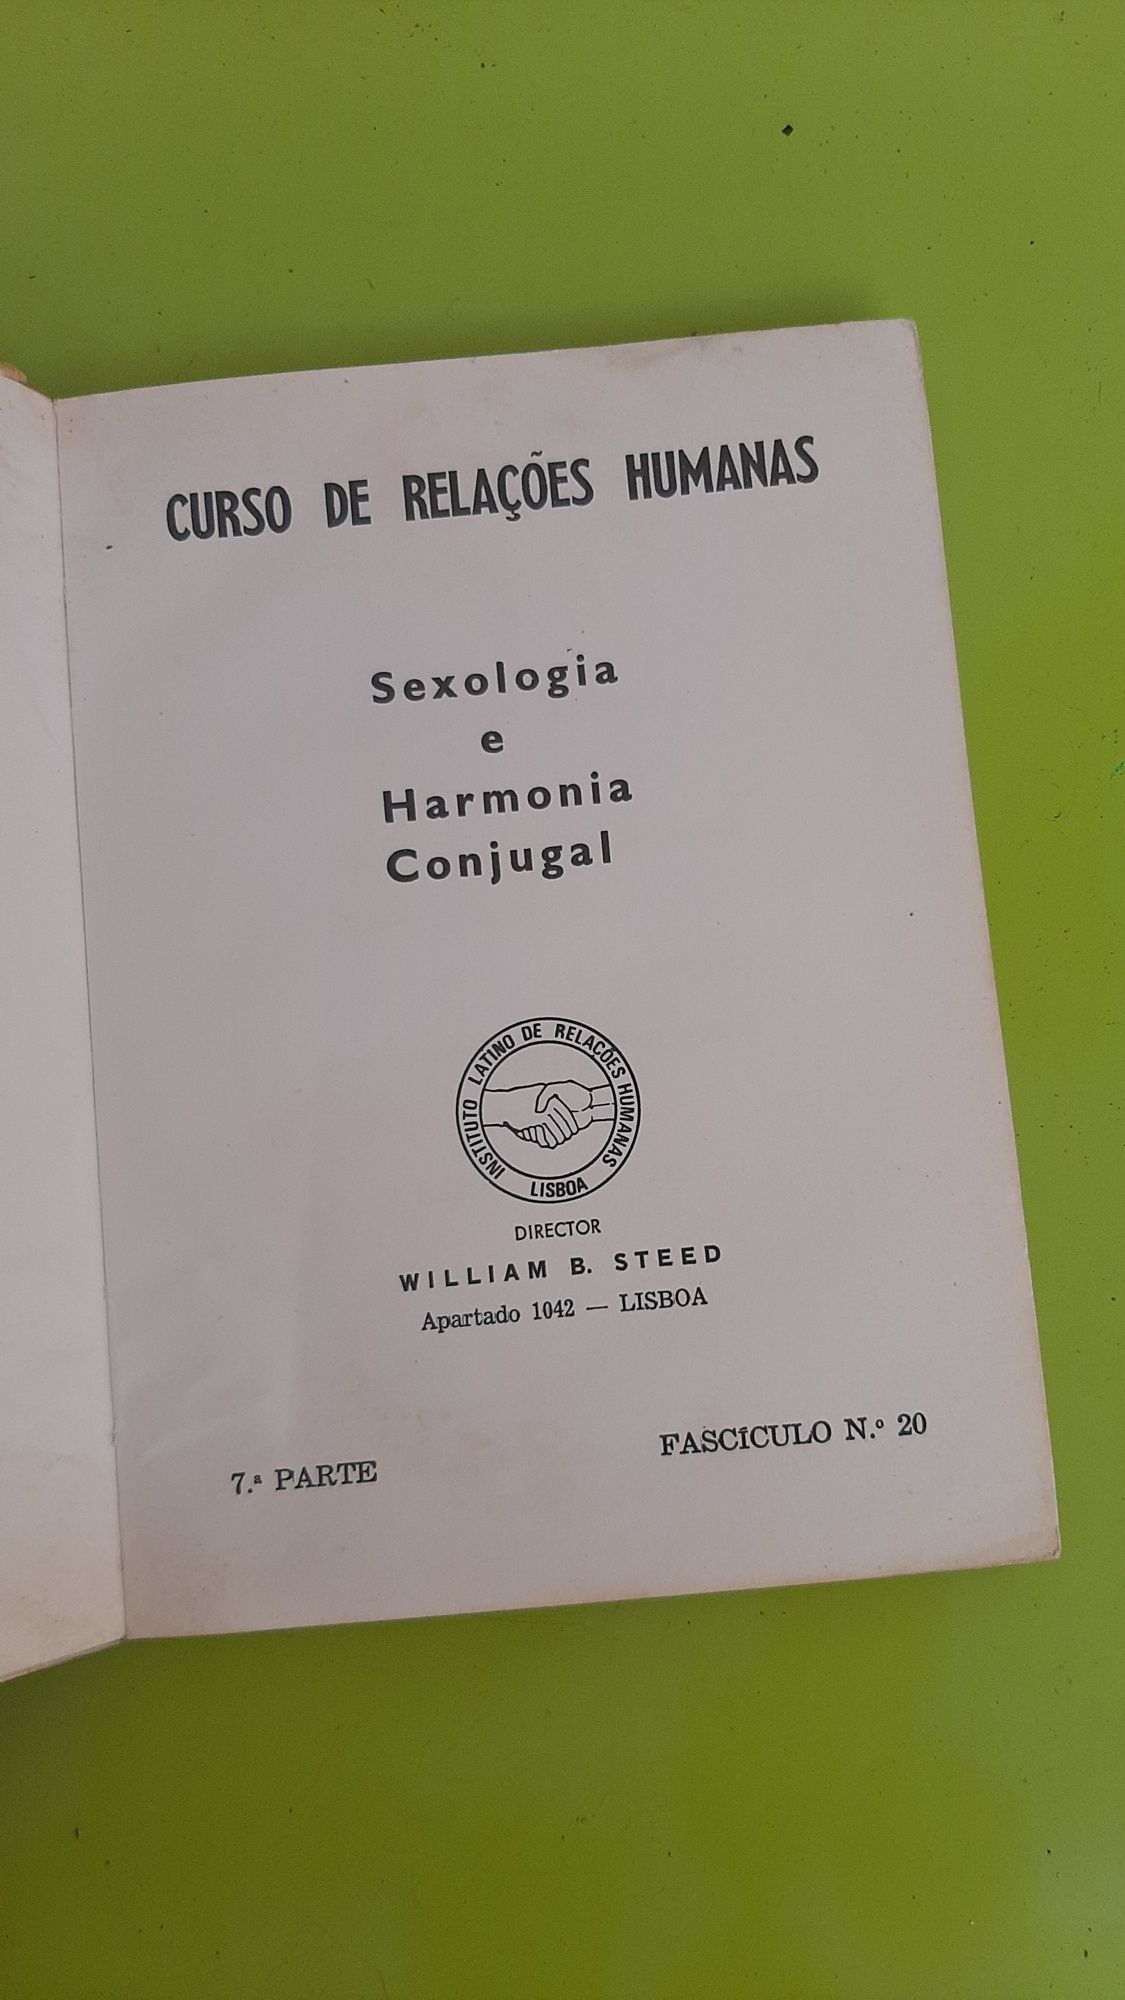 CURSO DE RELAÇÕES HUMANAS
Sexologia
e
Harmonia
Conjugal
INSTITUTO LATINO DE RELAÇÕES HUMANAS
LISBOA
DIRECTOR
WILLIAM B. STEED
Apartado 1042 — LISBOA
7.ª PARTE
FASCÍCULO N.º 20